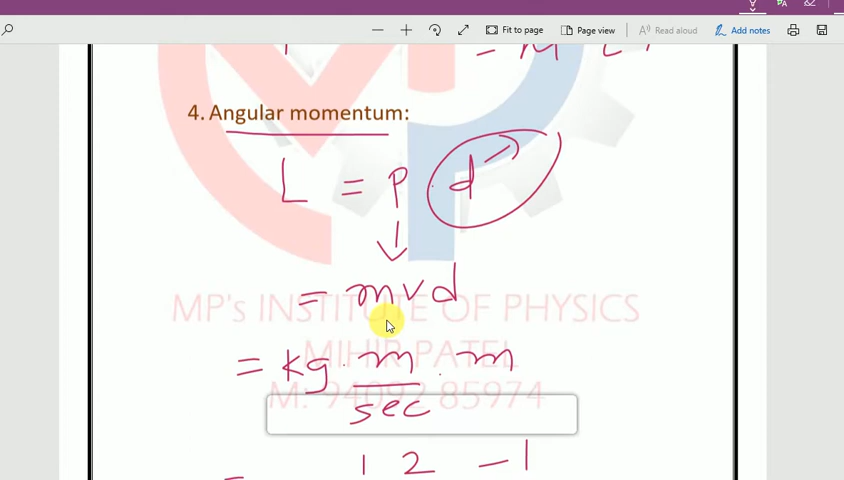 Fit to page Page view Read aloud Add notes
4. Angular momentum:
L = p · d
= mvd
MP's INSTITUTE OF PHYSICS
MIHIR PATEL
= kg · m/sec · m
M: 94092 85974
= 1 2 -1